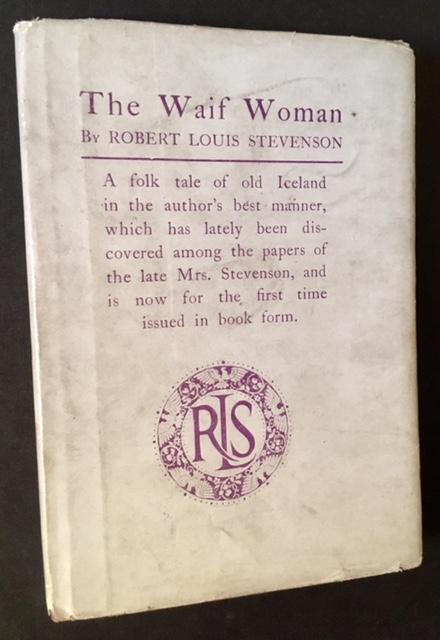 The Waif Woman
By ROBERT LOUIS STEVENSON
A folk tale of old Iceland
in the author's best manner,
which has lately been dis-
covered among the papers of
the late Mrs. Stevenson, and
is now for the first time
issued in book form.
RLS